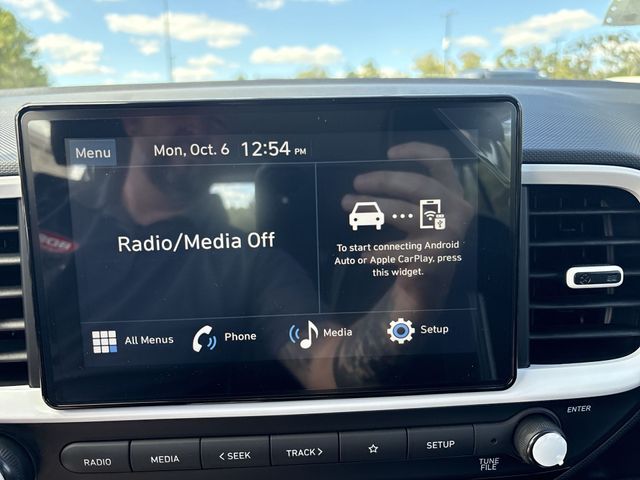 Menu
Mon, Oct. 6 12:54 PM
Radio/Media Off
To start connecting Android
Auto or Apple CarPlay, press
this widget.
All Menus
Phone
Media
Setup
RADIO
MEDIA
< SEEK
TRACK >
SETUP
TUNE
FILE
ENTER